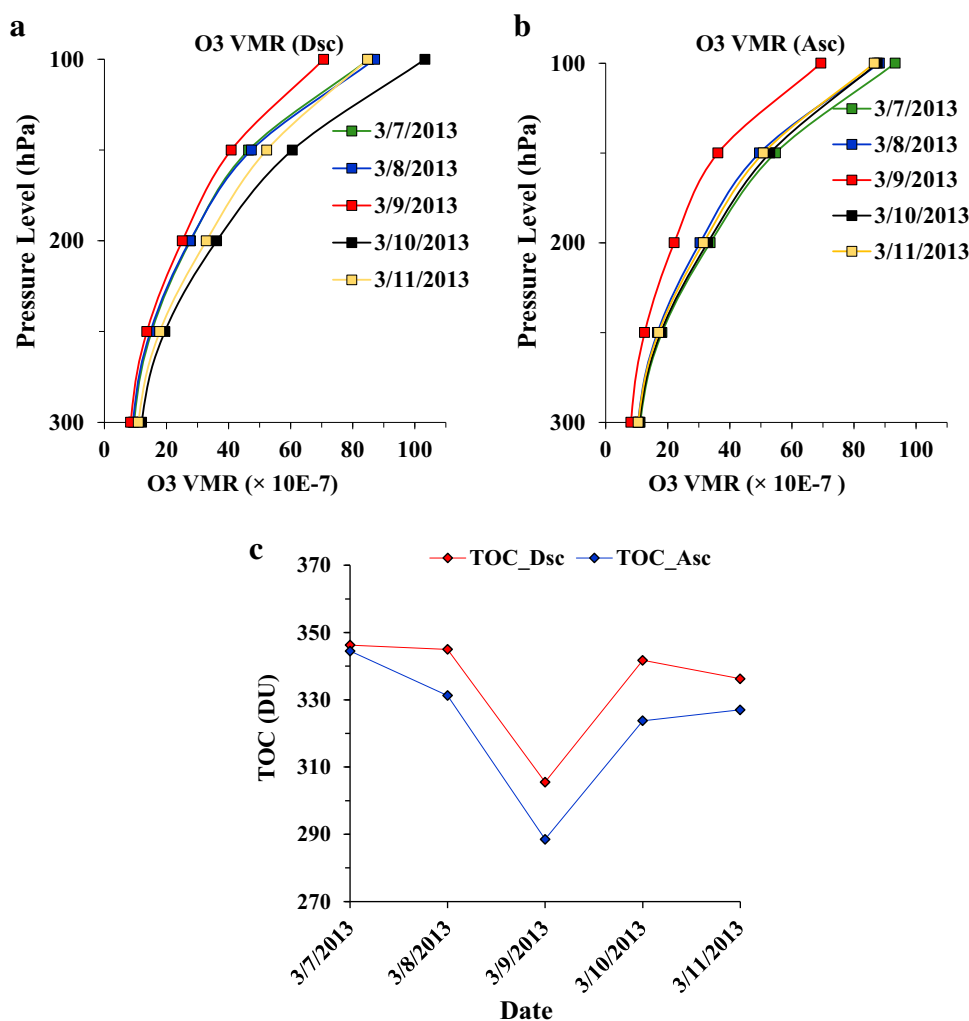 a
O3 VMR (Dsc)
100
200
300
Pressure Level (hPa)
3/7/2013
3/8/2013
3/9/2013
3/10/2013
3/11/2013
0 20 40 60 80 100
O3 VMR (× 10E-7)
b
O3 VMR (Asc)
100
200
300
Pressure Level (hPa)
3/7/2013
3/8/2013
3/9/2013
3/10/2013
3/11/2013
0 20 40 60 80 100
O3 VMR (× 10E-7 )
c
TOC_Dsc TOC_Asc
370
350
330
310
290
270
TOC (DU)
3/7/2013
3/8/2013
3/9/2013
3/10/2013
3/11/2013
Date